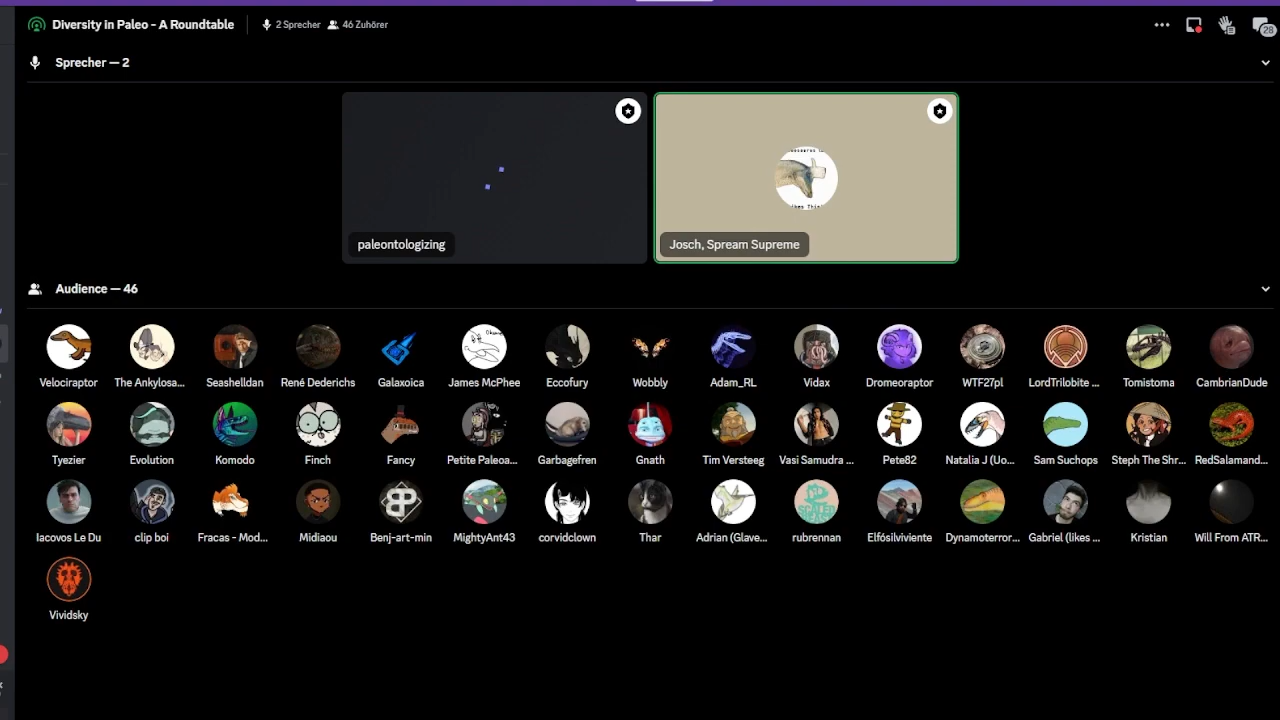 Diversity in Paleo - A Roundtable 2 Sprecher 46 Zuhörer 28
Sprecher — 2
paleontologizing Josch, Spream Supreme
Audience — 46
Velociraptor The Ankylosa... Seashelldan René Dederichs Galaxoica James McPhee Eccofury Wobbly Adam_RL Vidax Dromeoraptor WTF27pl LordTrilobite ... Tomistoma CambrianDude
Tyezier Evolution Komodo Finch Fancy Petite Paleoa... Garbagefren Gnath Tim Versteeg Vasi Samudra ... Pete82 Natalia J (Uo... Sam Suchops Steph The Shr... RedSalamand...
Iacovos Le Du clip boi Fracas - Mod... Midiaou Benj-art-min MightyAnt43 corvidclown Thar Adrian (Glave... rubrennan Elfósilviviente Dynamoterror... Gabriel (likes ... Kristian Will From ATR...
Vividsky